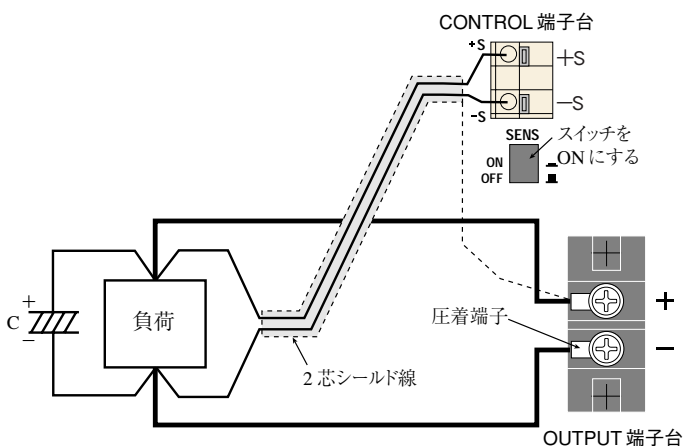 CONTROL 端子台
+S
+S
-S
-S
SENS
スイッチを
ONにする
ON
OFF
+
C
-
負荷
圧着端子
+
-
2芯シールド線
OUTPUT 端子台